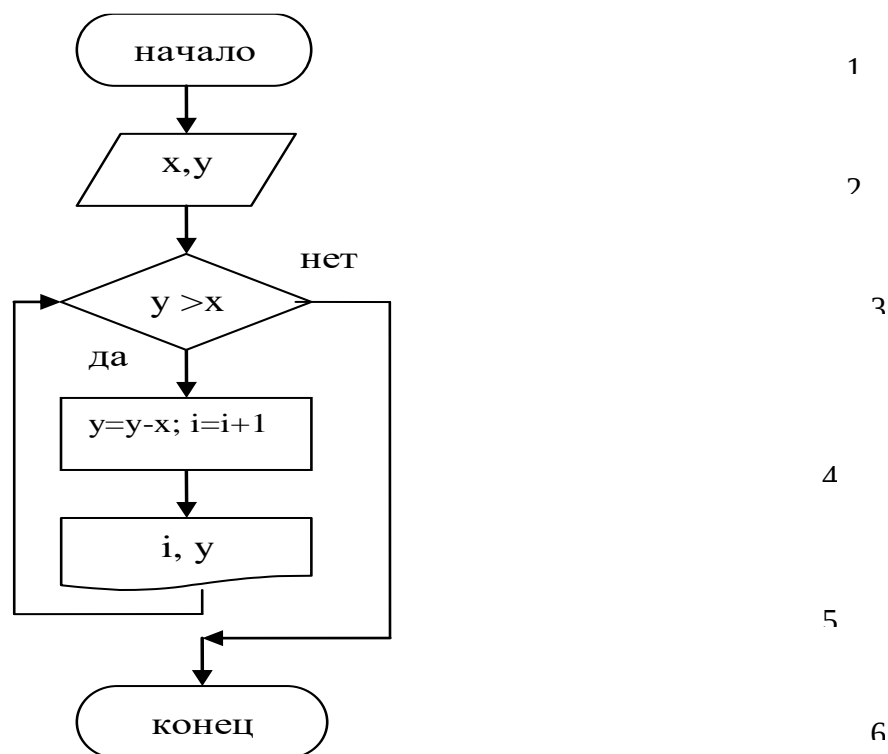 начало
1
x,y
2
нет
y >x
3
да
y=y-x; i=i+1
4
i, y
5
конец
6